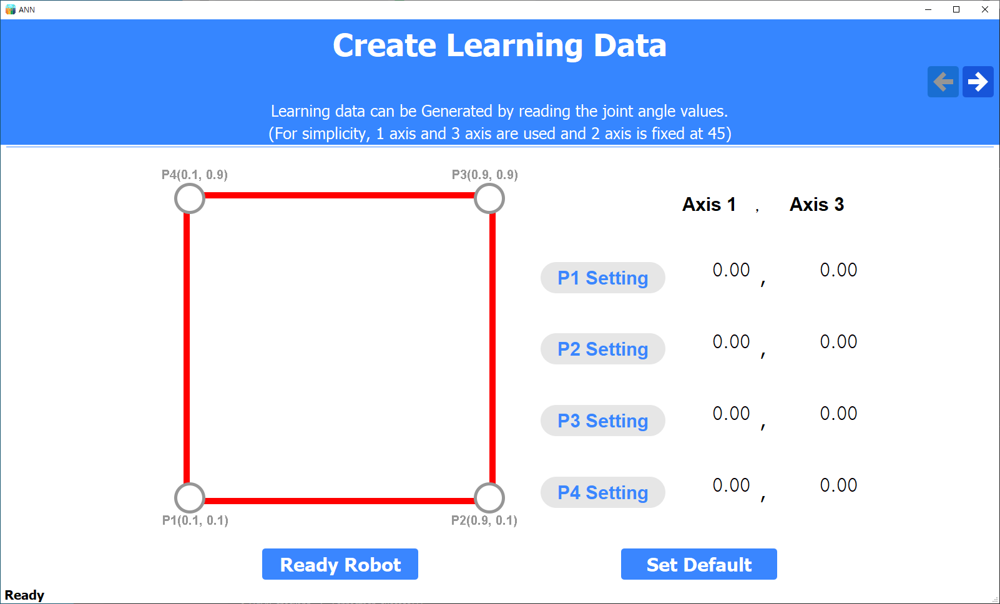 ANN
Create Learning Data
Learning data can be Generated by reading the joint angle values.
(For simplicity, 1 axis and 3 axis are used and 2 axis is fixed at 45)
P4(0.1, 0.9)
P3(0.9, 0.9)
Axis 1 , Axis 3
P1 Setting 0.00 , 0.00
P2 Setting 0.00 , 0.00
P3 Setting 0.00 , 0.00
P4 Setting 0.00 , 0.00
P1(0.1, 0.1)
P2(0.9, 0.1)
Ready Robot
Set Default
Ready